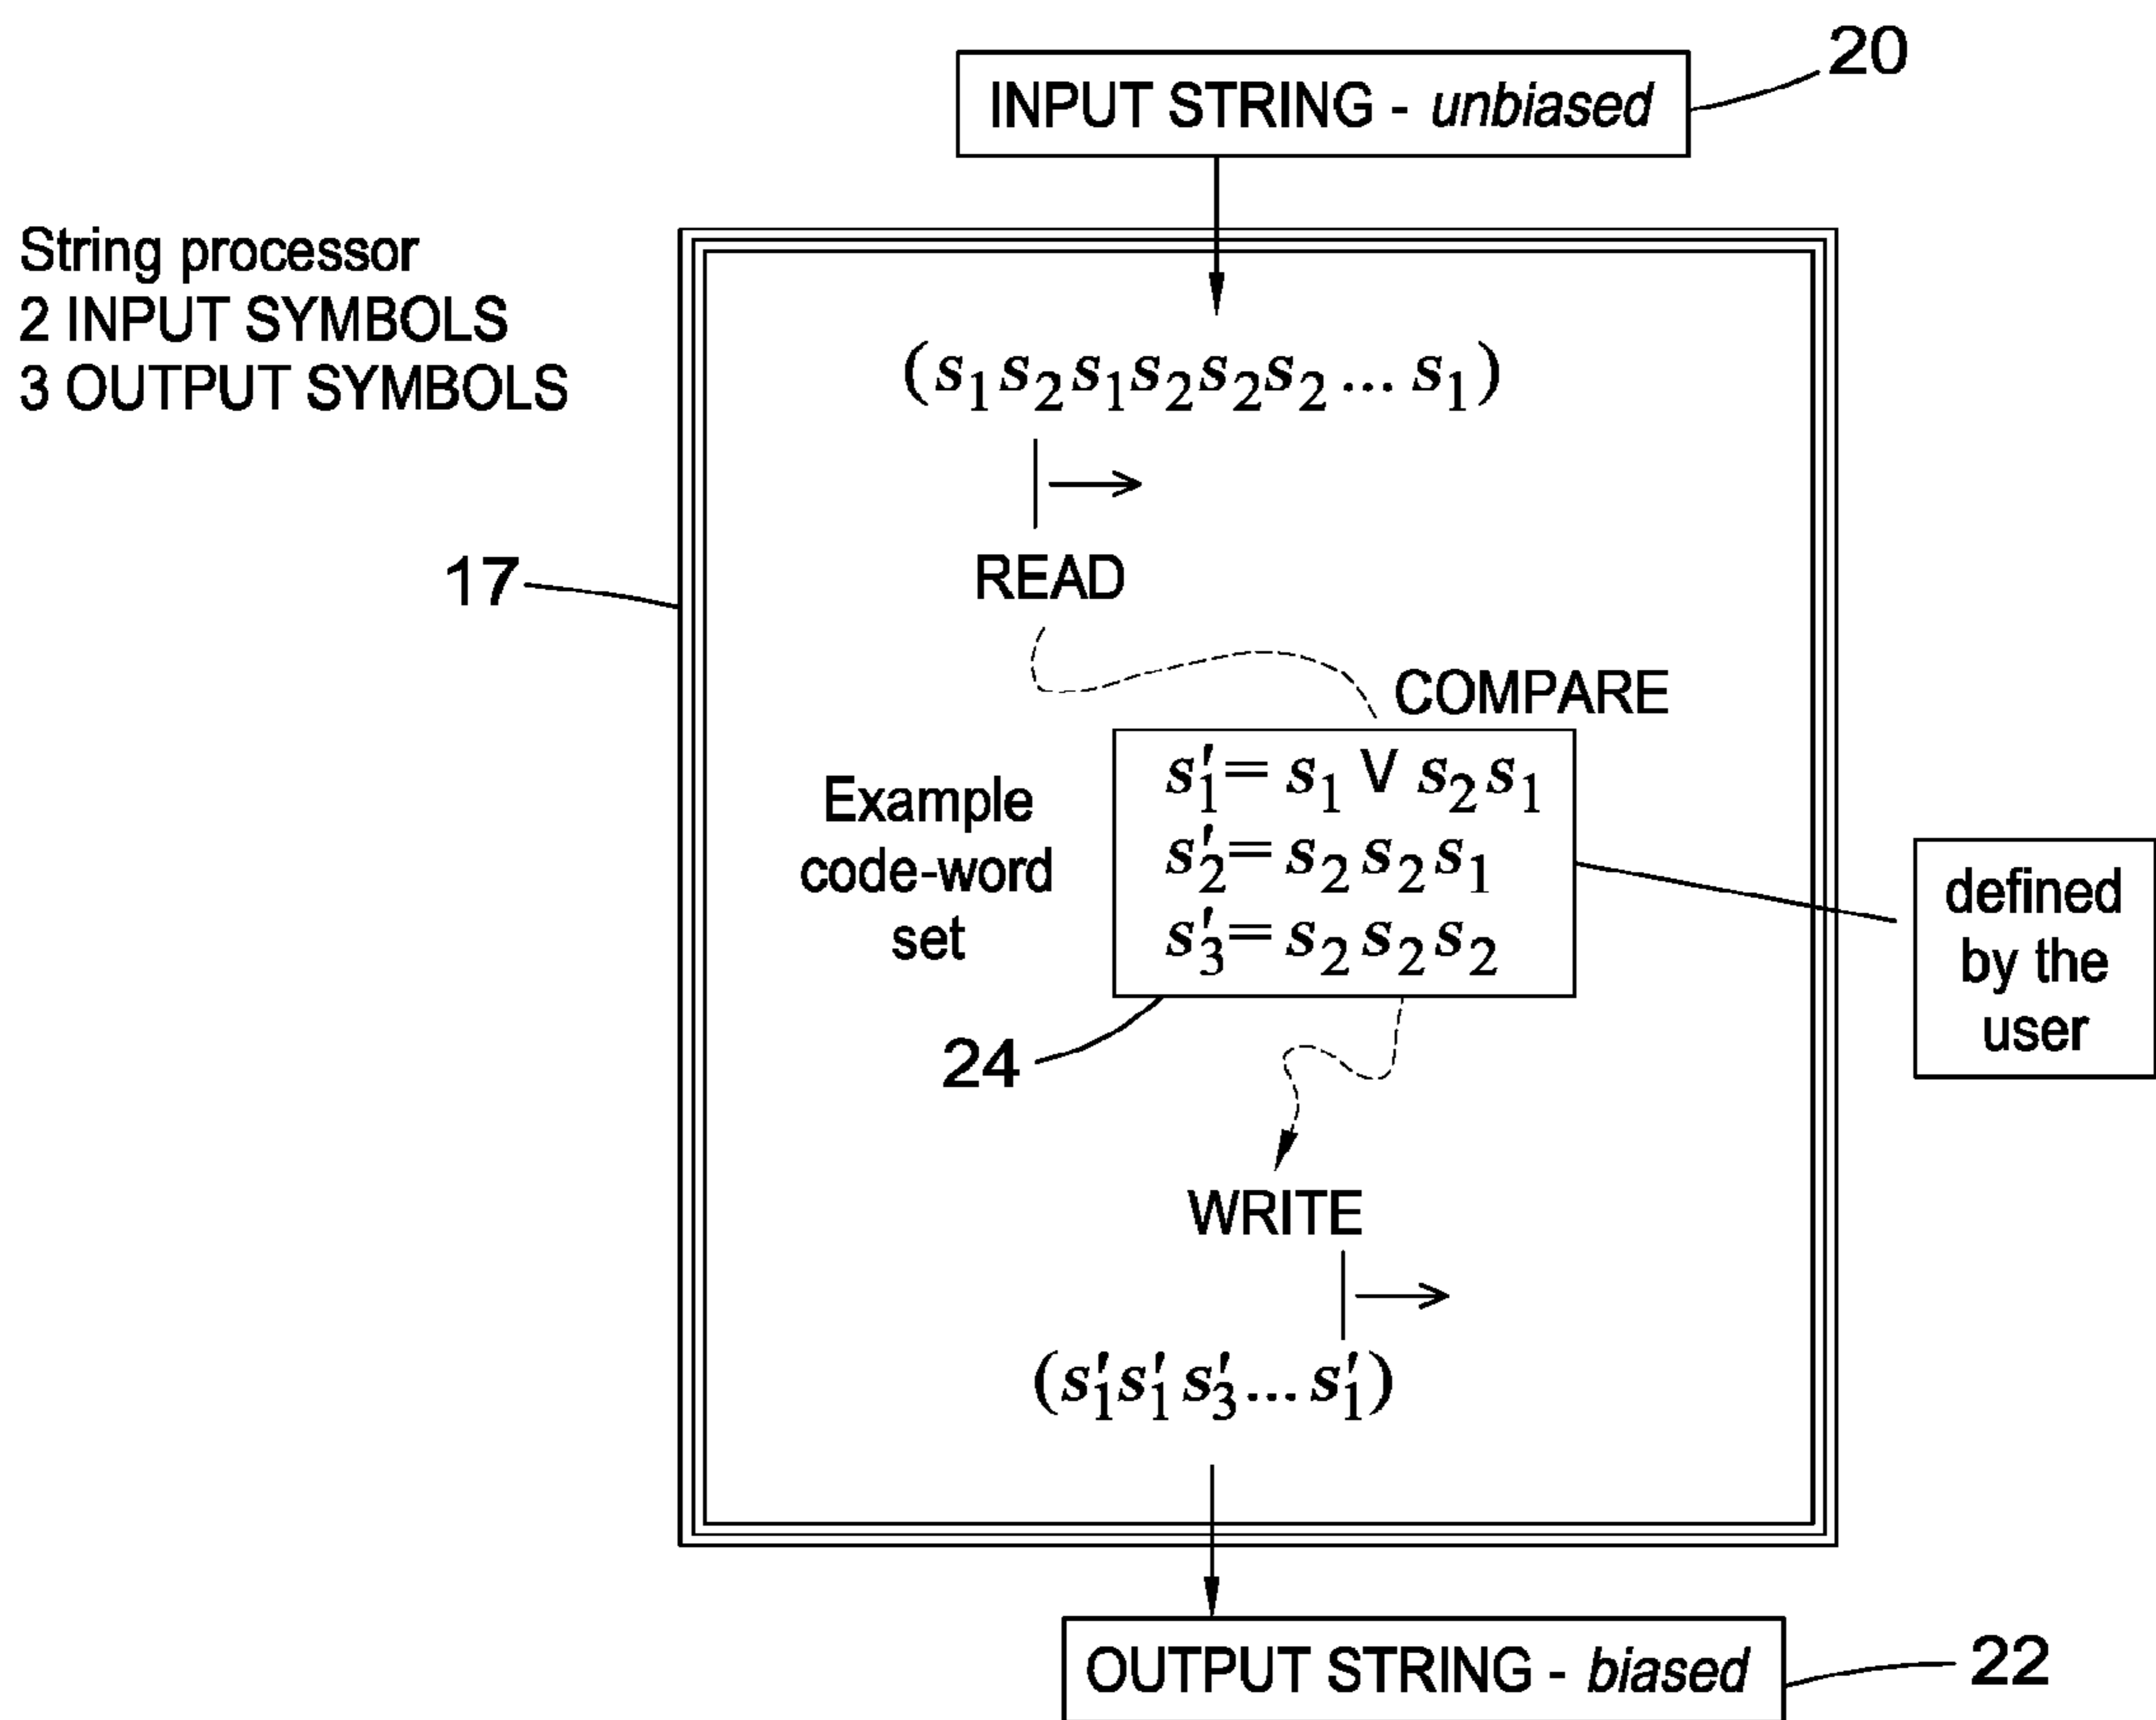 20
INPUT STRING - unbiased
String processor
2 INPUT SYMBOLS
3 OUTPUT SYMBOLS
(s₁s₂s₁s₂s₂s₂... s₁)
17
READ
COMPARE
Example
code-word
set
s′₁= s₁ ∨ s₂s₁
s′₂= s₂ s₂ s₁
s′₃= s₂ s₂ s₂
defined
by the
user
24
WRITE
(s′₁s′₁ s′₃... s′₁)
OUTPUT STRING - biased
22